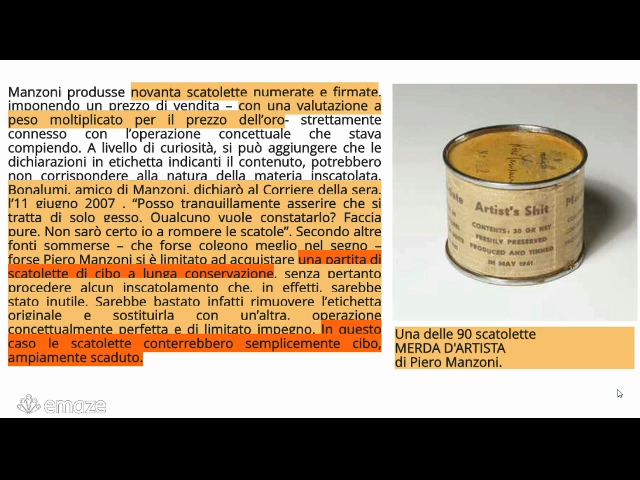 Manzoni produsse novanta scatolette numerate e firmate,
imponendo un prezzo di vendita – con una valutazione a
peso moltiplicato per il prezzo dell'oro- strettamente
connesso con l'operazione concettuale che stava
compiendo. A livello di curiosità, si può aggiungere che le
dichiarazioni in etichetta indicanti il contenuto, potrebbero
non corrispondere alla natura della materia inscatolata.
Bonalumi, amico di Manzoni, dichiarò al Corriere della sera,
l'11 giugno 2007 . "Posso tranquillamente asserire che si
tratta di solo gesso. Qualcuno vuole constatarlo? Faccia
pure. Non sarò certo io a rompere le scatole". Secondo altre
fonti sommerse – che forse colgono meglio nel segno –
forse Piero Manzoni si è limitato ad acquistare una partita di
scatolette di cibo a lunga conservazione, senza pertanto
procedere alcun inscatolamento che, in effetti, sarebbe
stato inutile. Sarebbe bastato infatti rimuovere l'etichetta
originale e sostituirla con un'altra, operazione
concettualmente perfetta e di limitato impegno. In questo
caso le scatolette conterrebbero semplicemente cibo,
ampiamente scaduto.
Artist's Shit
CONTENTS: 30 GR NET
FRESHLY PRESERVED
PRODUCED AND TINNED
IN MAY 1961
Una delle 90 scatolette
MERDA D'ARTISTA
di Piero Manzoni.
emaze